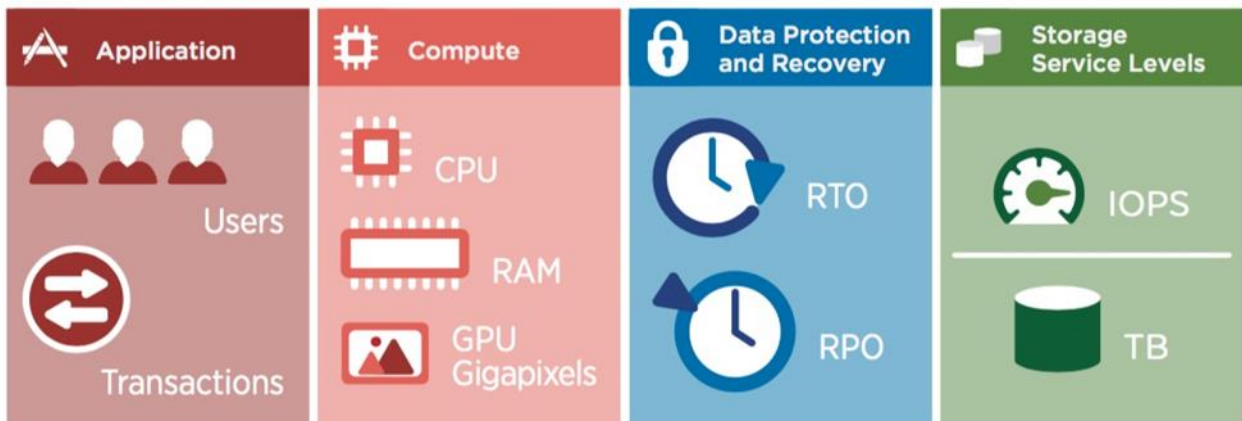 Application
Users
Transactions
Compute
CPU
RAM
GPU
Gigapixels
Data Protection
and Recovery
RTO
RPO
Storage
Service Levels
IOPS
TB